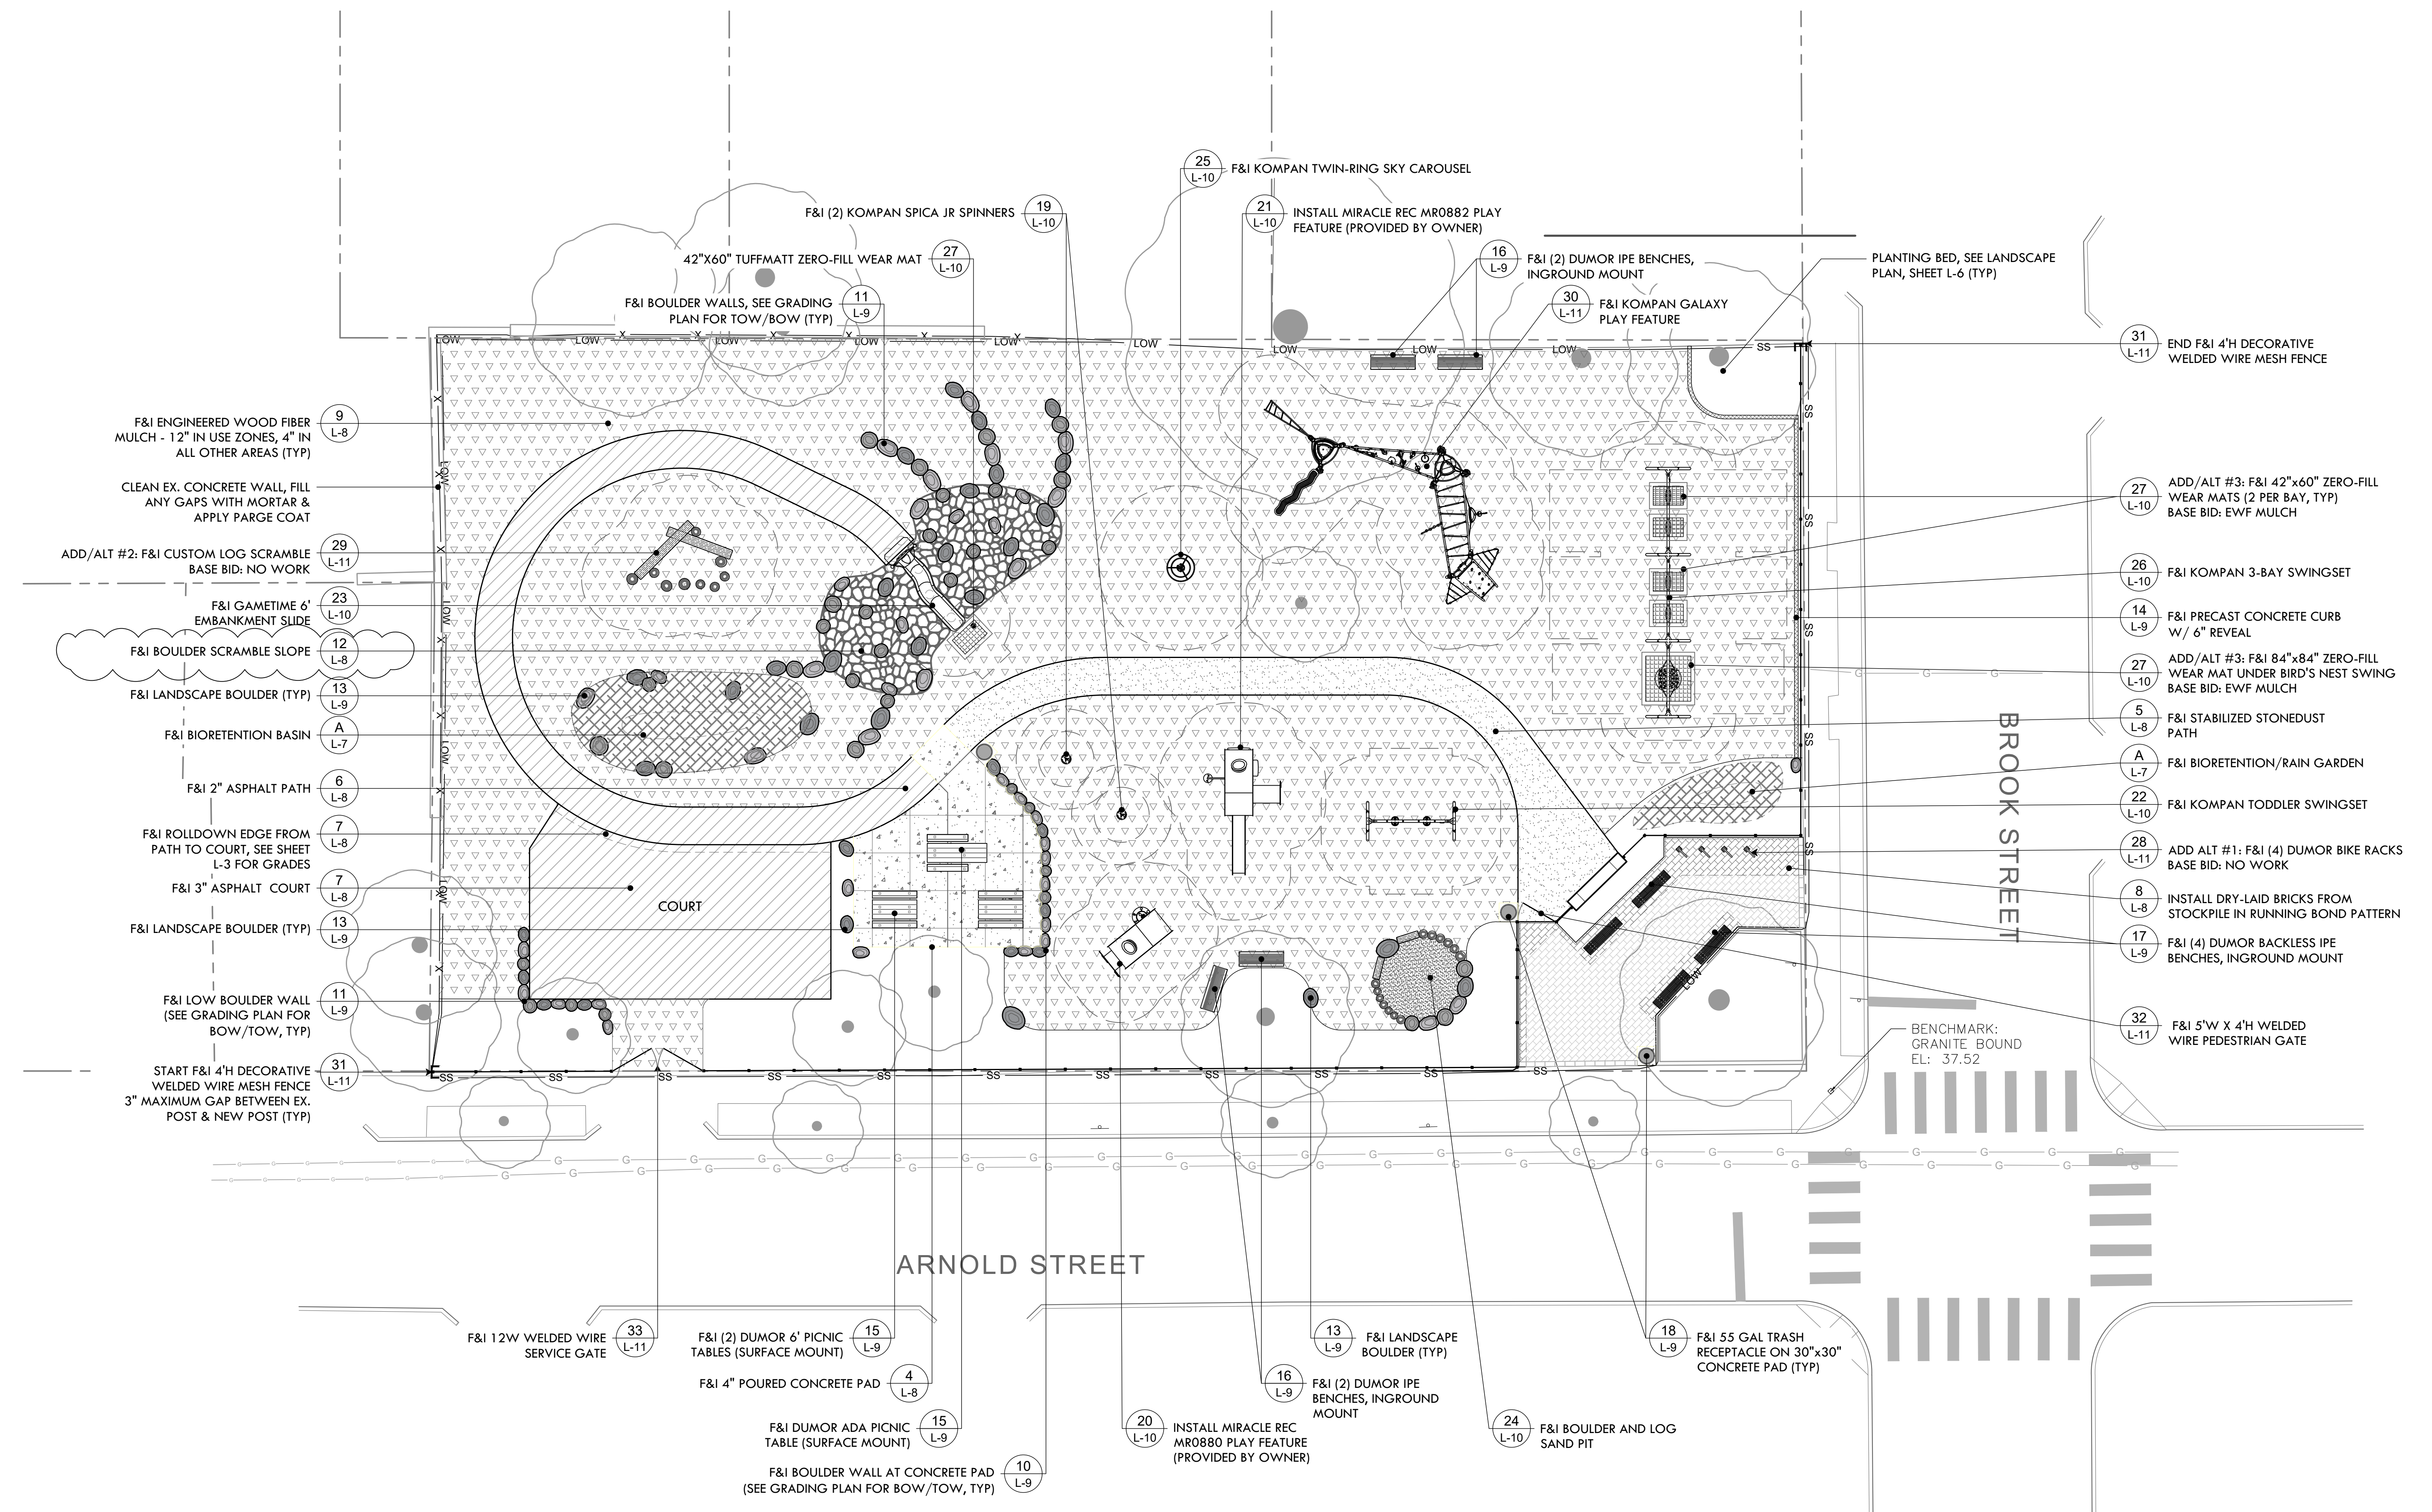 25
L-10
F&I KOMPAN TWIN-RING SKY CAROUSEL
F&I (2) KOMPAN SPICA JR SPINNERS
19
L-10
21
L-10
INSTALL MIRACLE REC MR0882 PLAY
FEATURE (PROVIDED BY OWNER)
42"X60" TUFFMATT ZERO-FILL WEAR MAT
27
L-10
16
L-9
F&I (2) DUMOR IPE BENCHES,
INGROUND MOUNT
PLANTING BED, SEE LANDSCAPE
PLAN, SHEET L-6 (TYP)
F&I BOULDER WALLS, SEE GRADING
PLAN FOR TOW/BOW (TYP)
11
L-9
30
L-11
F&I KOMPAN GALAXY
PLAY FEATURE
31
L-11
END F&I 4'H DECORATIVE
WELDED WIRE MESH FENCE
F&I ENGINEERED WOOD FIBER
MULCH - 12" IN USE ZONES, 4" IN
ALL OTHER AREAS (TYP)
9
L-8
CLEAN EX. CONCRETE WALL, FILL
ANY GAPS WITH MORTAR &
APPLY PARGE COAT
ADD/ALT #2: F&I CUSTOM LOG SCRAMBLE
BASE BID: NO WORK
29
L-11
F&I GAMETIME 6'
EMBANKMENT SLIDE
23
L-10
F&I BOULDER SCRAMBLE SLOPE
12
L-8
F&I LANDSCAPE BOULDER (TYP)
13
L-9
F&I BIORETENTION BASIN
A
L-7
F&I 2" ASPHALT PATH
6
L-8
F&I ROLLDOWN EDGE FROM
PATH TO COURT, SEE SHEET
L-3 FOR GRADES
7
L-8
F&I 3" ASPHALT COURT
7
L-8
F&I LANDSCAPE BOULDER (TYP)
13
L-9
F&I LOW BOULDER WALL
(SEE GRADING PLAN FOR
BOW/TOW, TYP)
11
L-9
START F&I 4'H DECORATIVE
WELDED WIRE MESH FENCE
3" MAXIMUM GAP BETWEEN EX.
POST & NEW POST (TYP)
31
L-11
COURT
27
L-10
ADD/ALT #3: F&I 42"x60" ZERO-FILL
WEAR MATS (2 PER BAY, TYP)
BASE BID: EWF MULCH
26
L-10
F&I KOMPAN 3-BAY SWINGSET
14
L-9
F&I PRECAST CONCRETE CURB
W/ 6" REVEAL
27
L-10
ADD/ALT #3: F&I 84"x84" ZERO-FILL
WEAR MAT UNDER BIRD'S NEST SWING
BASE BID: EWF MULCH
5
L-8
F&I STABILIZED STONEDUST
PATH
A
L-7
F&I BIORETENTION/RAIN GARDEN
22
L-10
F&I KOMPAN TODDLER SWINGSET
28
L-11
ADD ALT #1: F&I (4) DUMOR BIKE RACKS
BASE BID: NO WORK
8
L-8
INSTALL DRY-LAID BRICKS FROM
STOCKPILE IN RUNNING BOND PATTERN
17
L-9
F&I (4) DUMOR BACKLESS IPE
BENCHES, INGROUND MOUNT
32
L-11
F&I 5'W X 4'H WELDED
WIRE PEDESTRIAN GATE
BROOK STREET
BENCHMARK:
GRANITE BOUND
EL: 37.52
ARNOLD STREET
F&I 12W WELDED WIRE
SERVICE GATE
33
L-11
F&I (2) DUMOR 6' PICNIC
TABLES (SURFACE MOUNT)
15
L-9
F&I 4" POURED CONCRETE PAD
4
L-8
F&I DUMOR ADA PICNIC
TABLE (SURFACE MOUNT)
15
L-9
F&I BOULDER WALL AT CONCRETE PAD
(SEE GRADING PLAN FOR BOW/TOW, TYP)
10
L-9
13
L-9
F&I LANDSCAPE
BOULDER (TYP)
16
L-9
F&I (2) DUMOR IPE
BENCHES, INGROUND
MOUNT
20
L-10
INSTALL MIRACLE REC
MR0880 PLAY FEATURE
(PROVIDED BY OWNER)
24
L-10
F&I BOULDER AND LOG
SAND PIT
18
L-9
F&I 55 GAL TRASH
RECEPTACLE ON 30"x30"
CONCRETE PAD (TYP)